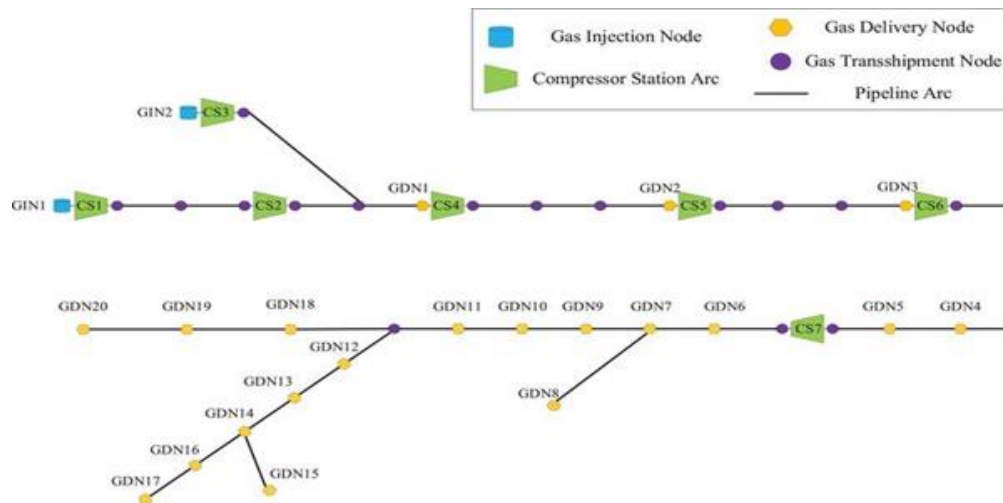 Gas Injection Node
Gas Delivery Node
Compressor Station Arc
Gas Transshipment Node
Pipeline Arc
GIN2
CS3
GIN1
CS1
CS2
GDN1
CS4
GDN2
CS5
GDN3
CS6
GDN20
GDN19
GDN18
GDN11
GDN10
GDN9
GDN7
GDN6
CS7
GDN5
GDN4
GDN12
GDN13
GDN8
GDN14
GDN16
GDN17
GDN15